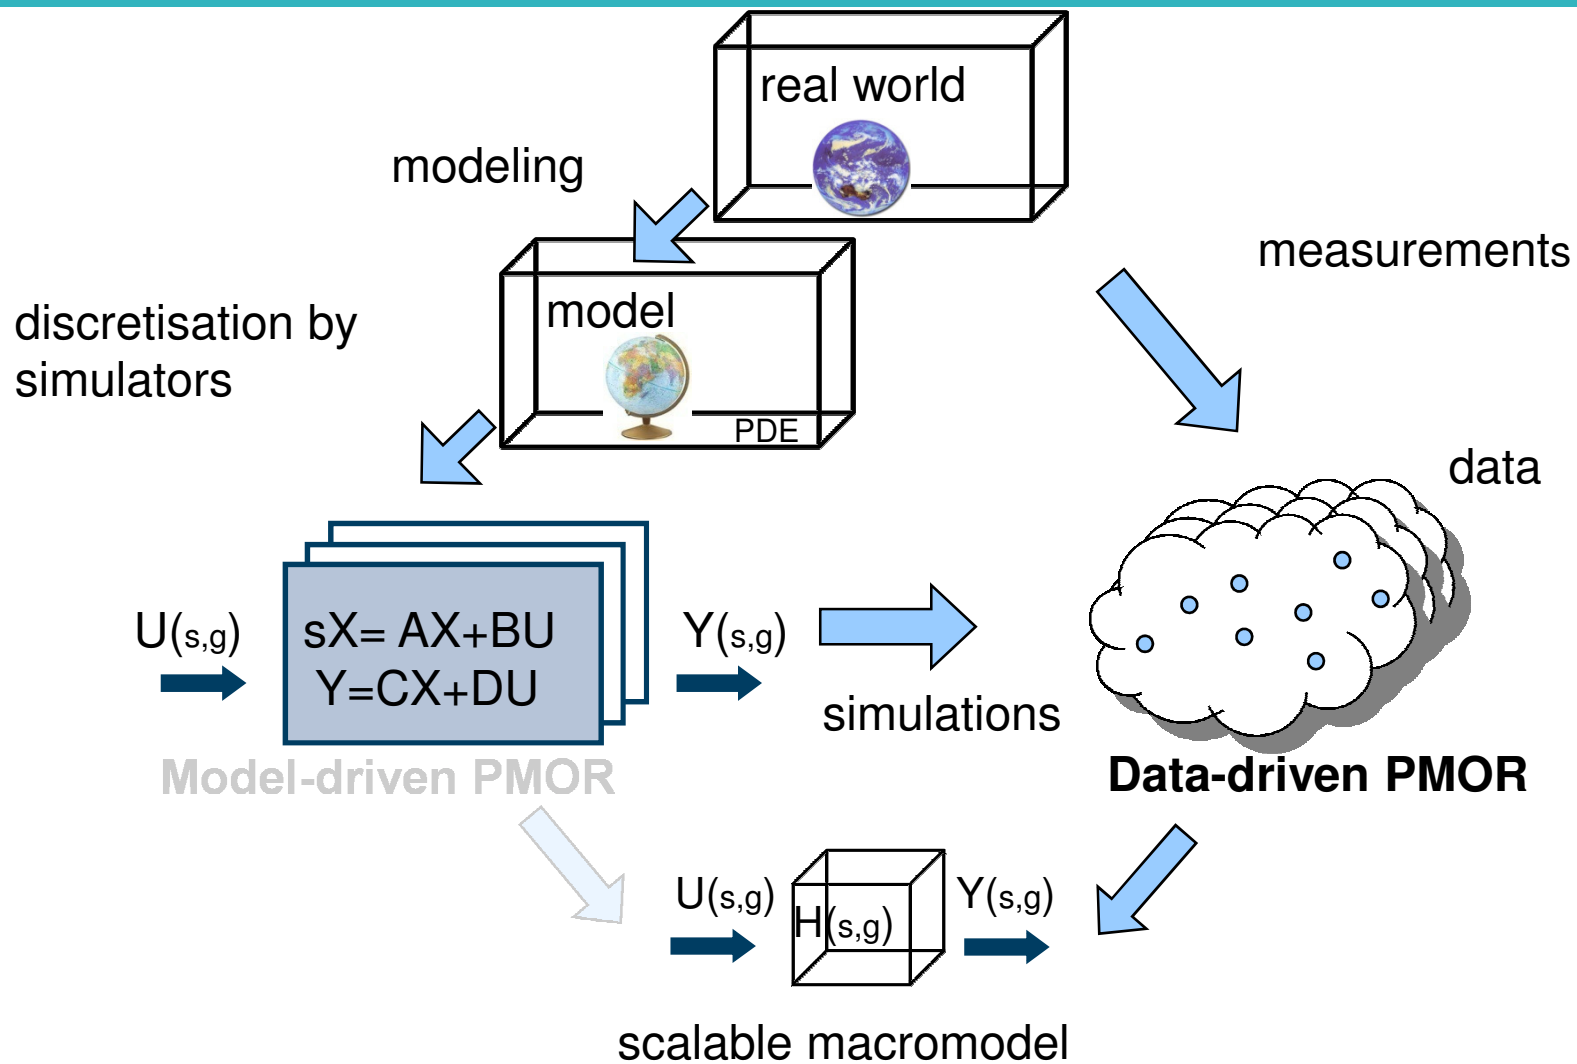 real world
modeling
measurements
model
discretisation by
simulators
PDE
data
U(s,g)
sX= AX+BU
Y=CX+DU
Y(s,g)
simulations
Model-driven PMOR
Data-driven PMOR
U(s,g)
H(s,g)
Y(s,g)
scalable macromodel